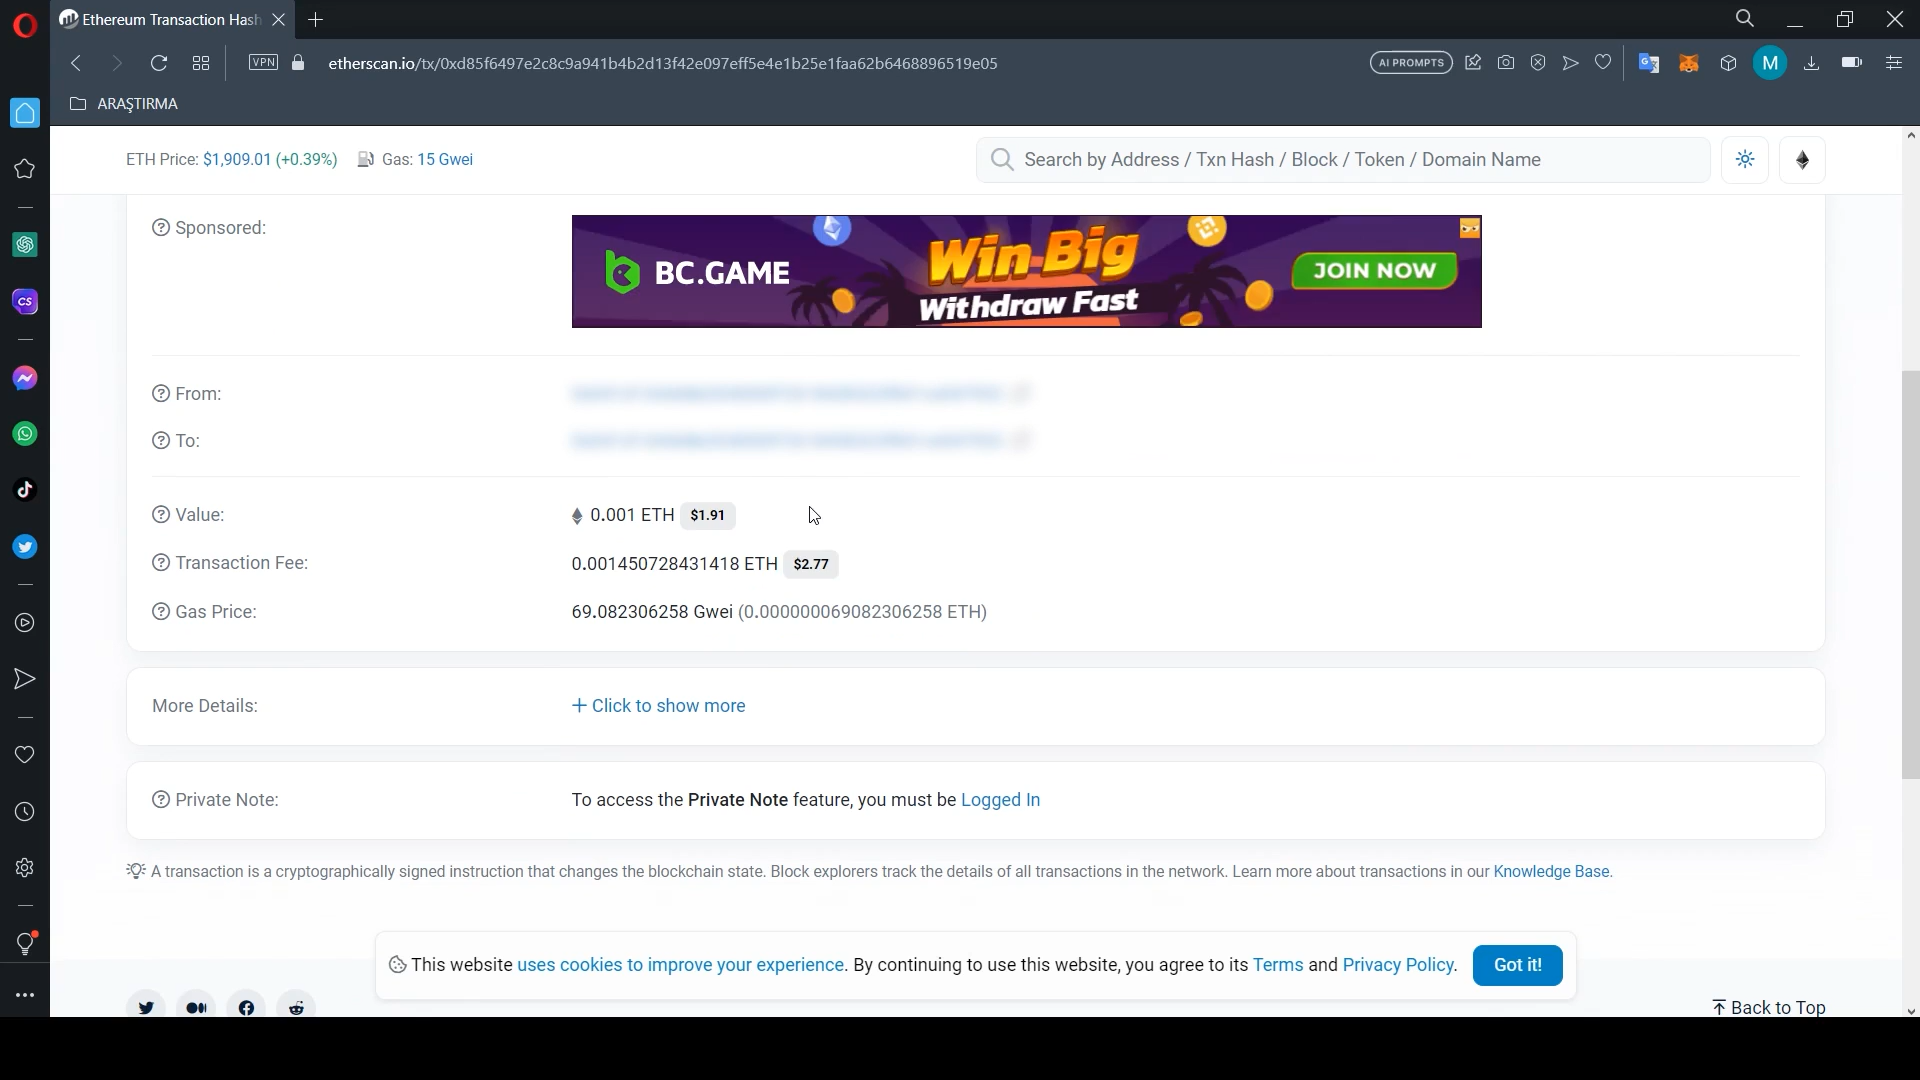 Ethereum Transaction Hash
VPN
etherscan.io/tx/0xd85f6497e2c8c9a941b4b2d13f42e097eff5e4e1b25e1faa62b6468896519e05
AI PROMPTS
M
ARAŞTIRMA
ETH Price: $1,909.01 (+0.39%) Gas: 15 Gwei
Search by Address / Txn Hash / Block / Token / Domain Name
CS
Sponsored:
BC.GAME
Win Big
Withdraw Fast
JOIN NOW
From:
To:
Value: 0.001 ETH $1.91
Transaction Fee: 0.001450728431418 ETH $2.77
Gas Price: 69.082306258 Gwei (0.000000069082306258 ETH)
More Details: + Click to show more
Private Note: To access the Private Note feature, you must be Logged In
A transaction is a cryptographically signed instruction that changes the blockchain state. Block explorers track the details of all transactions in the network. Learn more about transactions in our Knowledge Base.
This website uses cookies to improve your experience. By continuing to use this website, you agree to its Terms and Privacy Policy. Got it!
Back to Top